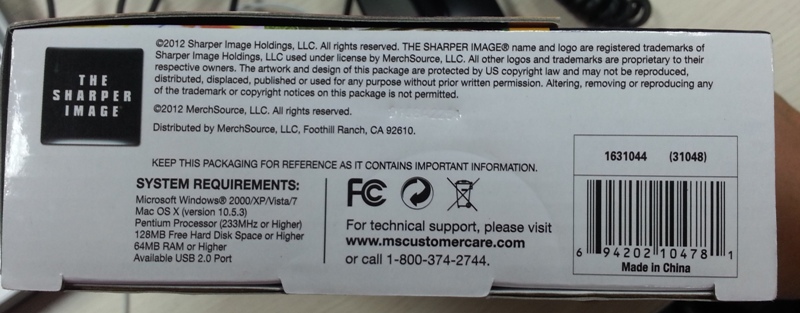 THE
SHARPER
IMAGE
©2012 Sharper Image Holdings, LLC. All rights reserved. THE SHARPER IMAGE® name and logo are registered trademarks of
Sharper Image Holdings, LLC used under license by MerchSource, LLC. All other logos and trademarks are proprietary to their
respective owners. The artwork and design of this package are protected by US copyright law and may not be reproduced,
distributed, displaced, published or used for any purpose without prior written permission. Altering, removing or reproducing any
of the trademark or copyright notices on this package is not permitted.
©2012 MerchSource, LLC. All rights reserved.
Distributed by MerchSource, LLC, Foothill Ranch, CA 92610.
KEEP THIS PACKAGING FOR REFERENCE AS IT CONTAINS IMPORTANT INFORMATION.
SYSTEM REQUIREMENTS:
Microsoft Windows® 2000/XP/Vista/7
Mac OS X (version 10.5.3)
Pentium Processor (233MHz or Higher)
128MB Free Hard Disk Space or Higher
64MB RAM or Higher
Available USB 2.0 Port
FC
For technical support, please visit
www.mscustomercare.com
or call 1-800-374-2744.
1631044 (31048)
6 94202 10478 1
Made in China